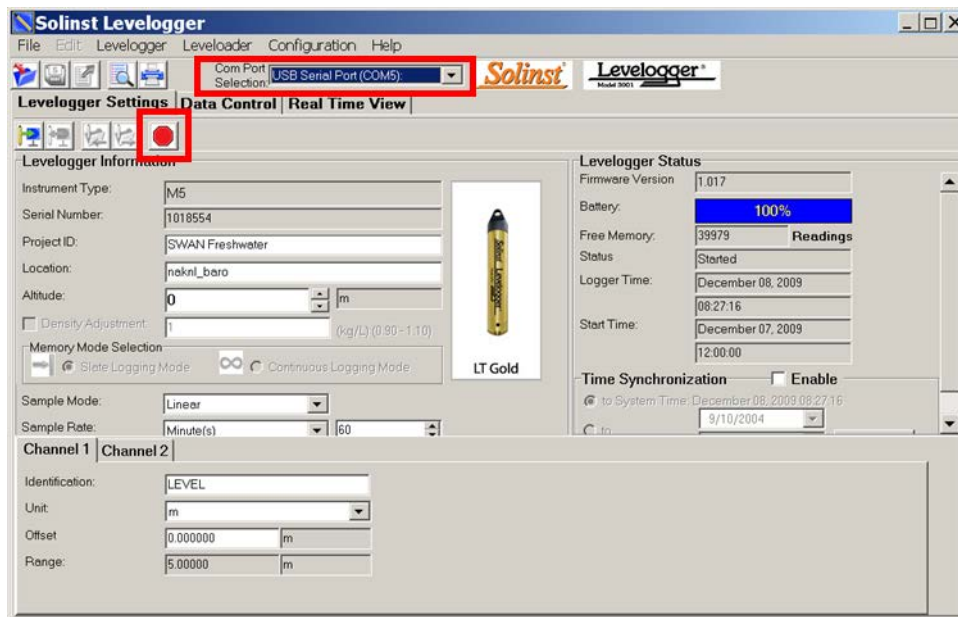 Solinst Levelogger
File Edit Levelogger Leveloader Configuration Help
Com Port Selection: USB Serial Port (COM5):
Solinst Levelogger
Model 3001
Levelogger Settings Data Control Real Time View
Levelogger Information
Instrument Type: M5
Serial Number: 1018554
Project ID: SWAN Freshwater
Location: naknl_baro
Altitude: 0 m
Density Adjustment: 1 (kg/L) (0.90 - 1.10)
Memory Mode Selection
Slate Logging Mode Continuous Logging Mode
Sample Mode: Linear
Sample Rate: Minute(s) 60
LT Gold
Levelogger Status
Firmware Version 1.017
Battery: 100%
Free Memory: 39979 Readings
Status Started
Logger Time: December 08, 2009
08:27:16
Start Time: December 07, 2009
12:00:00
Time Synchronization Enable
to System Time: December 08, 2009 08:27:16
9/10/2004
to
Channel 1 Channel 2
Identification: LEVEL
Unit: m
Offset 0.000000 m
Range: 5.00000 m